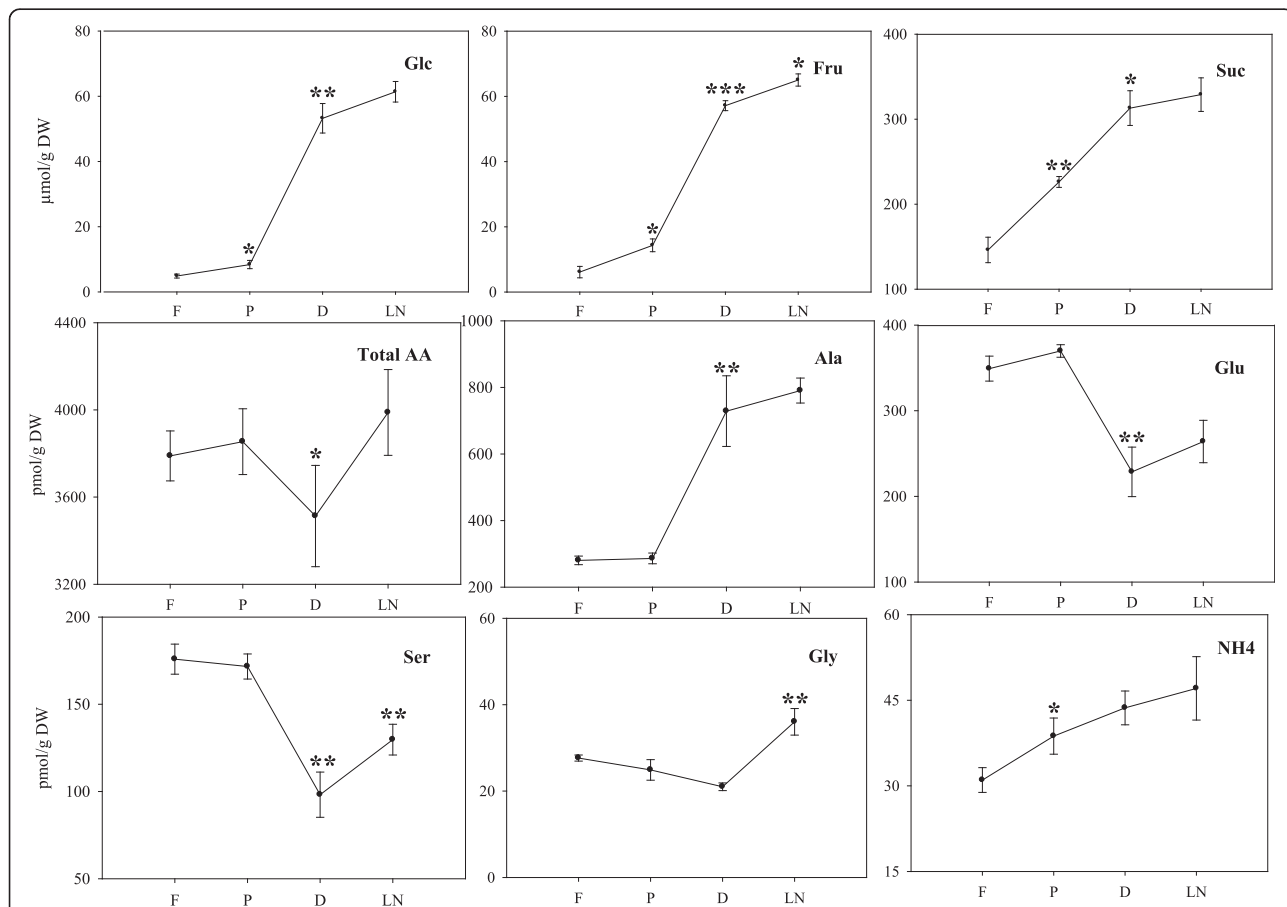 80
60
40
20
0
µmol/g DW
Glc
*
**
F P D LN
80
60
40
20
0
Fru
*
***
*
F P D LN
400
300
200
100
Suc
**
*
F P D LN
4400
4000
3600
3200
pmol/g DW
Total AA
*
F P D LN
1000
800
600
400
200
Ala
**
F P D LN
400
300
200
100
Glu
**
F P D LN
200
150
100
50
pmol/g DW
Ser
**
**
F P D LN
60
40
20
0
Gly
**
F P D LN
60
45
30
15
NH4
*
F P D LN